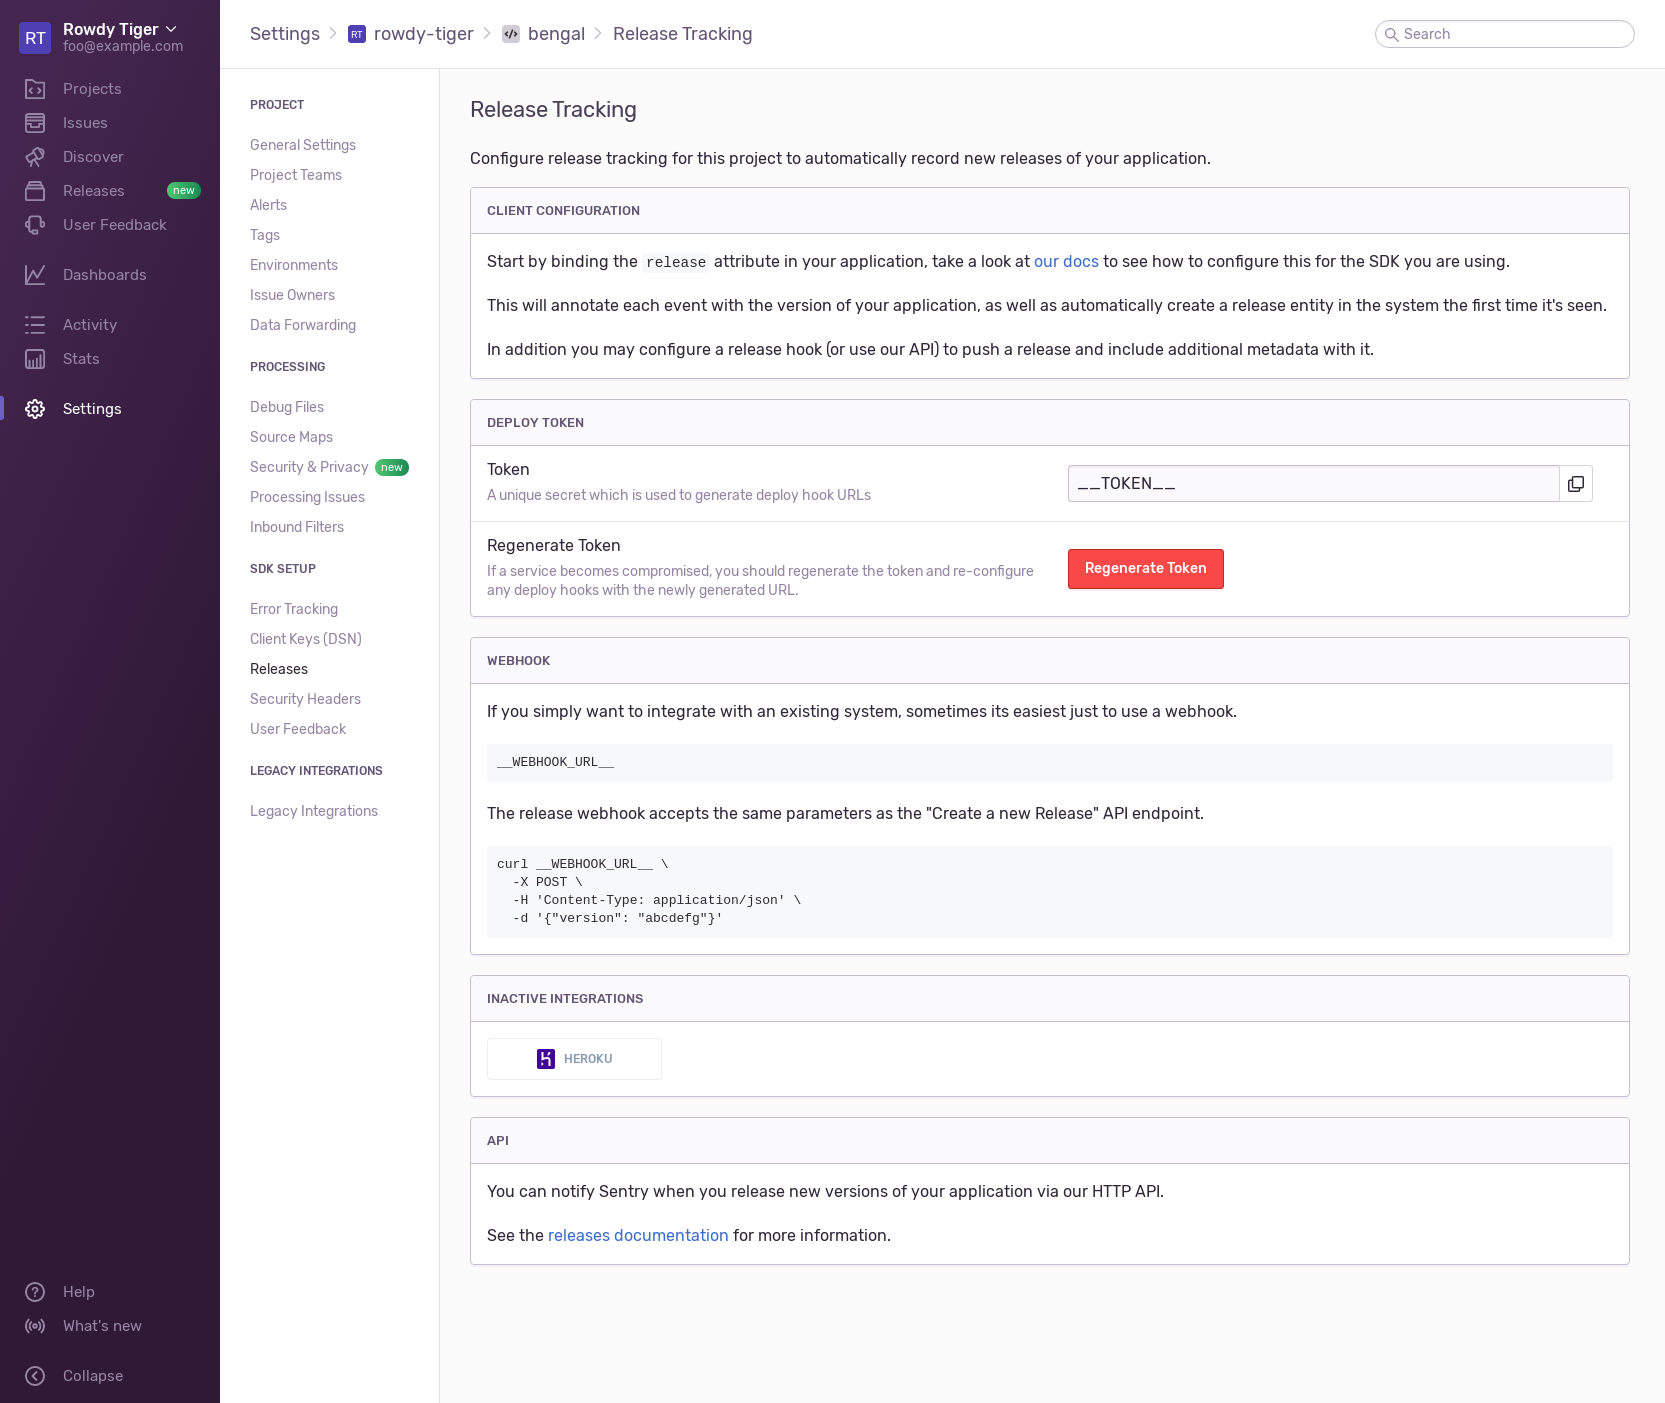 RT
Rowdy Tiger
foo@example.com
Projects
Issues
Discover
Releases new
User Feedback
Dashboards
Activity
Stats
Settings
Help
What's new
Collapse
Settings RT rowdy-tiger bengal Release Tracking
Search
PROJECT
General Settings
Project Teams
Alerts
Tags
Environments
Issue Owners
Data Forwarding
PROCESSING
Debug Files
Source Maps
Security & Privacy new
Processing Issues
Inbound Filters
SDK SETUP
Error Tracking
Client Keys (DSN)
Releases
Security Headers
User Feedback
LEGACY INTEGRATIONS
Legacy Integrations
Release Tracking
Configure release tracking for this project to automatically record new releases of your application.
CLIENT CONFIGURATION
Start by binding the release attribute in your application, take a look at our docs to see how to configure this for the SDK you are using.
This will annotate each event with the version of your application, as well as automatically create a release entity in the system the first time it's seen.
In addition you may configure a release hook (or use our API) to push a release and include additional metadata with it.
DEPLOY TOKEN
Token
A unique secret which is used to generate deploy hook URLs
__TOKEN__
Regenerate Token
If a service becomes compromised, you should regenerate the token and re-configure
any deploy hooks with the newly generated URL.
Regenerate Token
WEBHOOK
If you simply want to integrate with an existing system, sometimes its easiest just to use a webhook.
__WEBHOOK_URL__
The release webhook accepts the same parameters as the "Create a new Release" API endpoint.
curl __WEBHOOK_URL__ \
  -X POST \
  -H 'Content-Type: application/json' \
  -d '{"version": "abcdefg"}'
INACTIVE INTEGRATIONS
HEROKU
API
You can notify Sentry when you release new versions of your application via our HTTP API.
See the releases documentation for more information.